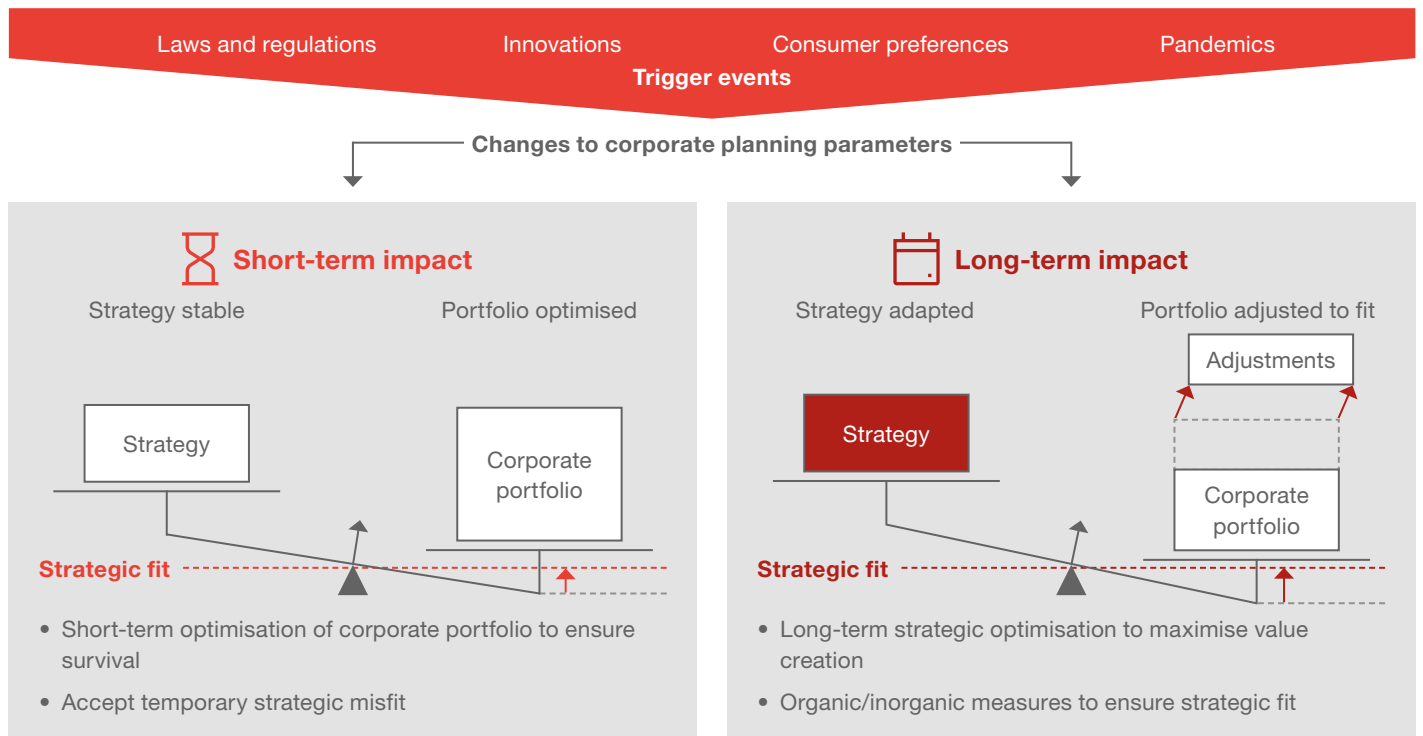 Laws and regulations
Innovations
Consumer preferences
Pandemics
Trigger events
Changes to corporate planning parameters
Short-term impact
Strategy stable
Portfolio optimised
Strategy
Corporate
portfolio
Strategic fit
• Short-term optimisation of corporate portfolio to ensure
survival
• Accept temporary strategic misfit
Long-term impact
Strategy adapted
Portfolio adjusted to fit
Adjustments
Strategy
Corporate
portfolio
Strategic fit
• Long-term strategic optimisation to maximise value
creation
• Organic/inorganic measures to ensure strategic fit